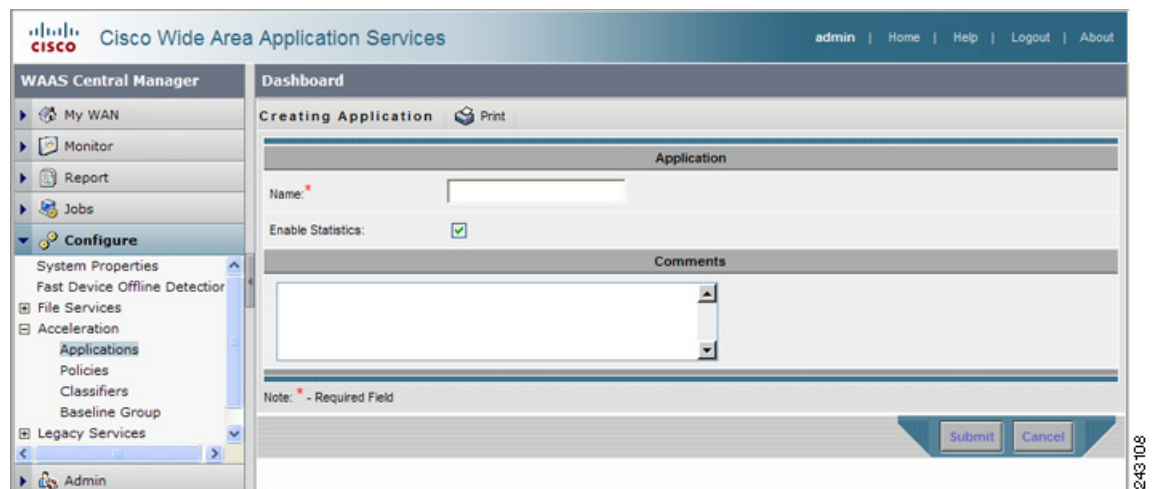 CISCO Cisco Wide Area Application Services
admin | Home | Help | Logout | About
WAAS Central Manager
My WAN
Monitor
Report
Jobs
Configure
System Properties
Fast Device Offline Detection
File Services
Acceleration
Applications
Policies
Classifiers
Baseline Group
Legacy Services
Admin
Dashboard
Creating Application Print
Application
Name:*
Enable Statistics:
Comments
Note: * - Required Field
Submit Cancel
243108